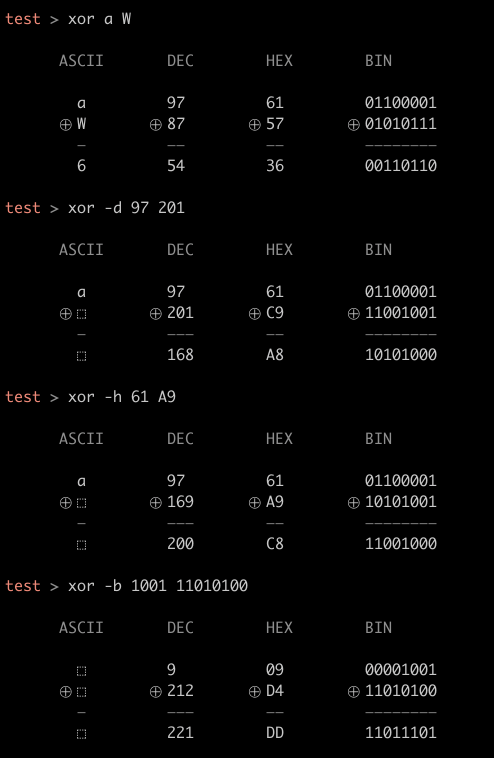 test > xor a W
ASCII DEC HEX BIN
a 97 61 01100001
⊕ W ⊕ 87 ⊕ 57 ⊕ 01010111
– –– –– ––––––––
6 54 36 00110110
test > xor -d 97 201
ASCII DEC HEX BIN
a 97 61 01100001
⊕ ⬚ ⊕ 201 ⊕ C9 ⊕ 11001001
– ––– –– ––––––––
⬚ 168 A8 10101000
test > xor -h 61 A9
ASCII DEC HEX BIN
a 97 61 01100001
⊕ ⬚ ⊕ 169 ⊕ A9 ⊕ 10101001
– ––– –– ––––––––
⬚ 200 C8 11001000
test > xor -b 1001 11010100
ASCII DEC HEX BIN
⬚ 9 09 00001001
⊕ ⬚ ⊕ 212 ⊕ D4 ⊕ 11010100
– ––– –– ––––––––
⬚ 221 DD 11011101